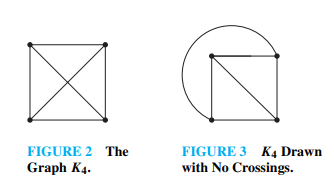 FIGURE 2 The
Graph K4.
FIGURE 3 K4 Drawn
with No Crossings.